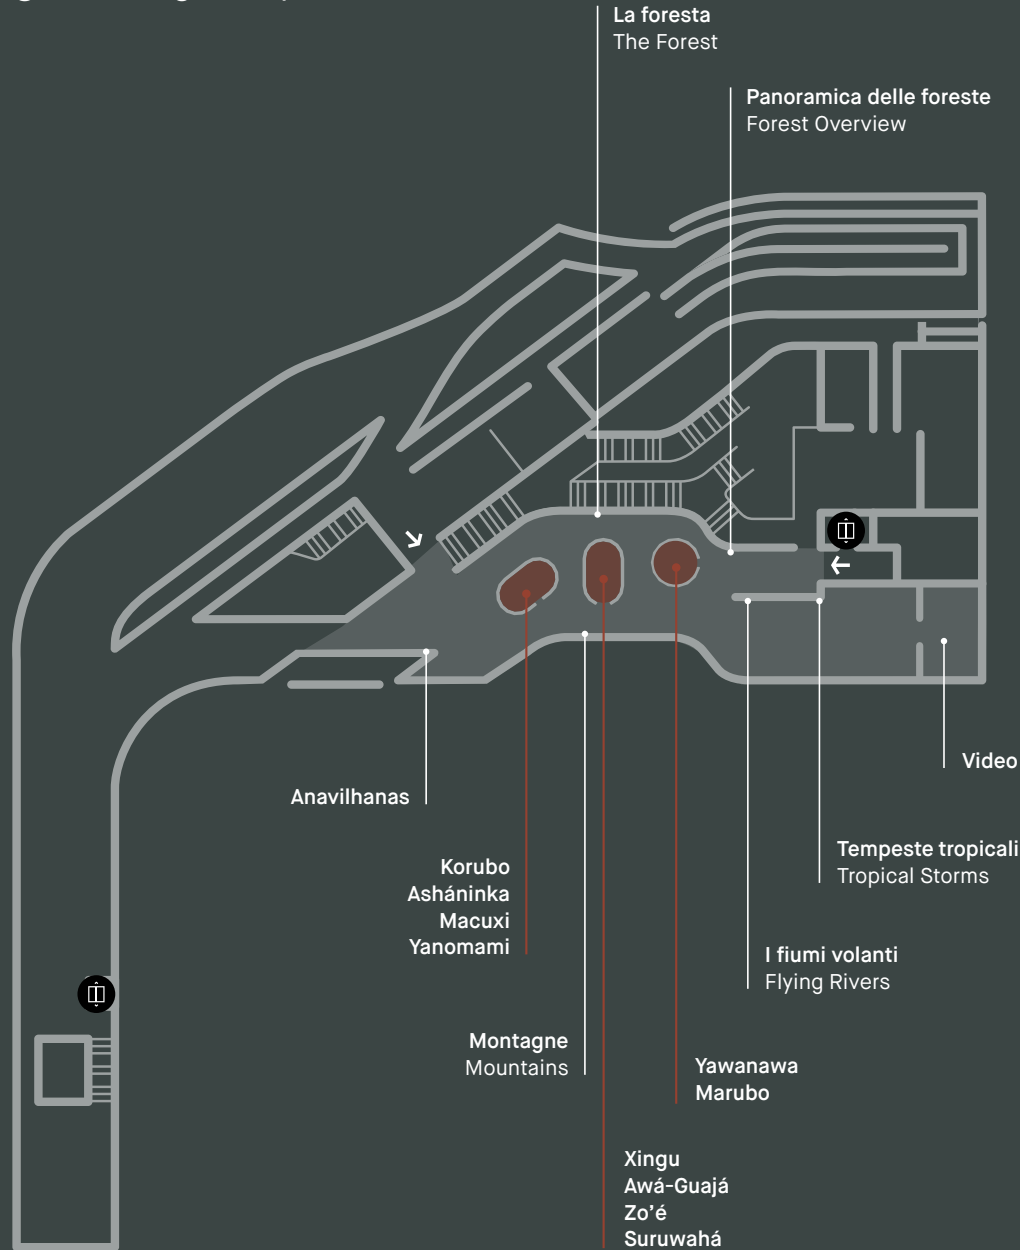 La foresta
The Forest
Panoramica delle foreste
Forest Overview
Video
Anavilhanas
Tempeste tropicali
Tropical Storms
Korubo
Asháninka
Macuxi
Yanomami
I fiumi volanti
Flying Rivers
Montagne
Mountains
Yawanawa
Marubo
Xingu
Awá-Guajá
Zo’é
Suruwahá